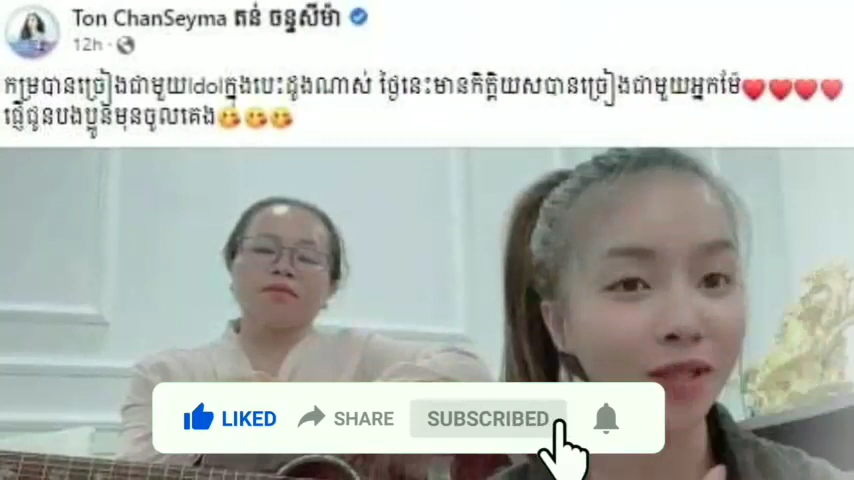 Ton ChanSeyma តន់ ចន្ទសីម៉ា
12h
កម្របានច្រៀងជាមួយIdolក្នុងបេះដូងណាស់ ថ្ងៃនេះមានកិត្តិយសបានច្រៀងជាមួយអ្នកម៉ែ❤❤❤❤
ផ្ញើជូនបងប្អូនមុនចូលគេង😘😘😘
LIKED SHARE SUBSCRIBED